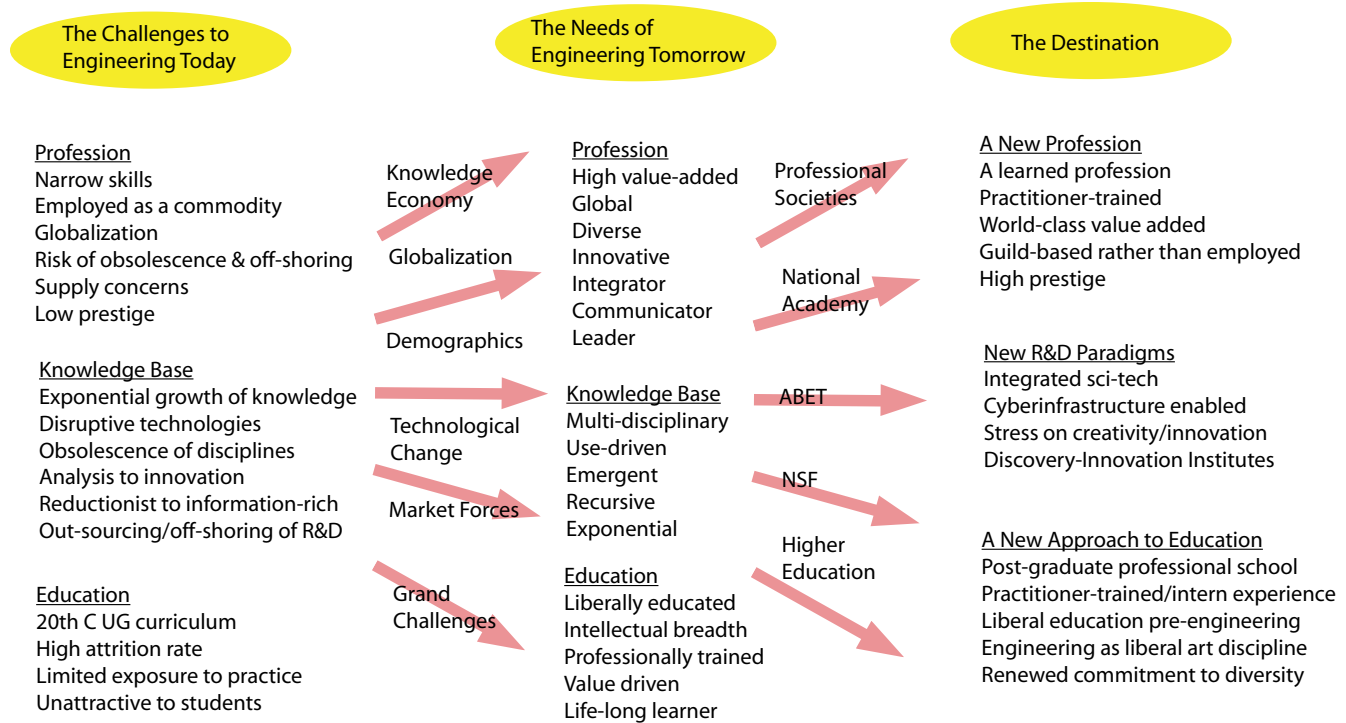 The Challenges to
Engineering Today
The Needs of
Engineering Tomorrow
The Destination
Profession
Narrow skills
Employed as a commodity
Globalization
Risk of obsolescence & off-shoring
Supply concerns
Low prestige
Knowledge Base
Exponential growth of knowledge
Disruptive technologies
Obsolescence of disciplines
Analysis to innovation
Reductionist to information-rich
Out-sourcing/off-shoring of R&D
Education
20th C UG curriculum
High attrition rate
Limited exposure to practice
Unattractive to students
Knowledge
Economy
Globalization
Demographics
Technological
Change
Market Forces
Grand
Challenges
Profession
High value-added
Global
Diverse
Innovative
Integrator
Communicator
Leader
Knowledge Base
Multi-disciplinary
Use-driven
Emergent
Recursive
Exponential
Education
Liberally educated
Intellectual breadth
Professionally trained
Value driven
Life-long learner
Professional
Societies
National
Academy
ABET
NSF
Higher
Education
A New Profession
A learned profession
Practitioner-trained
World-class value added
Guild-based rather than employed
High prestige
New R&D Paradigms
Integrated sci-tech
Cyberinfrastructure enabled
Stress on creativity/innovation
Discovery-Innovation Institutes
A New Approach to Education
Post-graduate professional school
Practitioner-trained/intern experience
Liberal education pre-engineering
Engineering as liberal art discipline
Renewed commitment to diversity